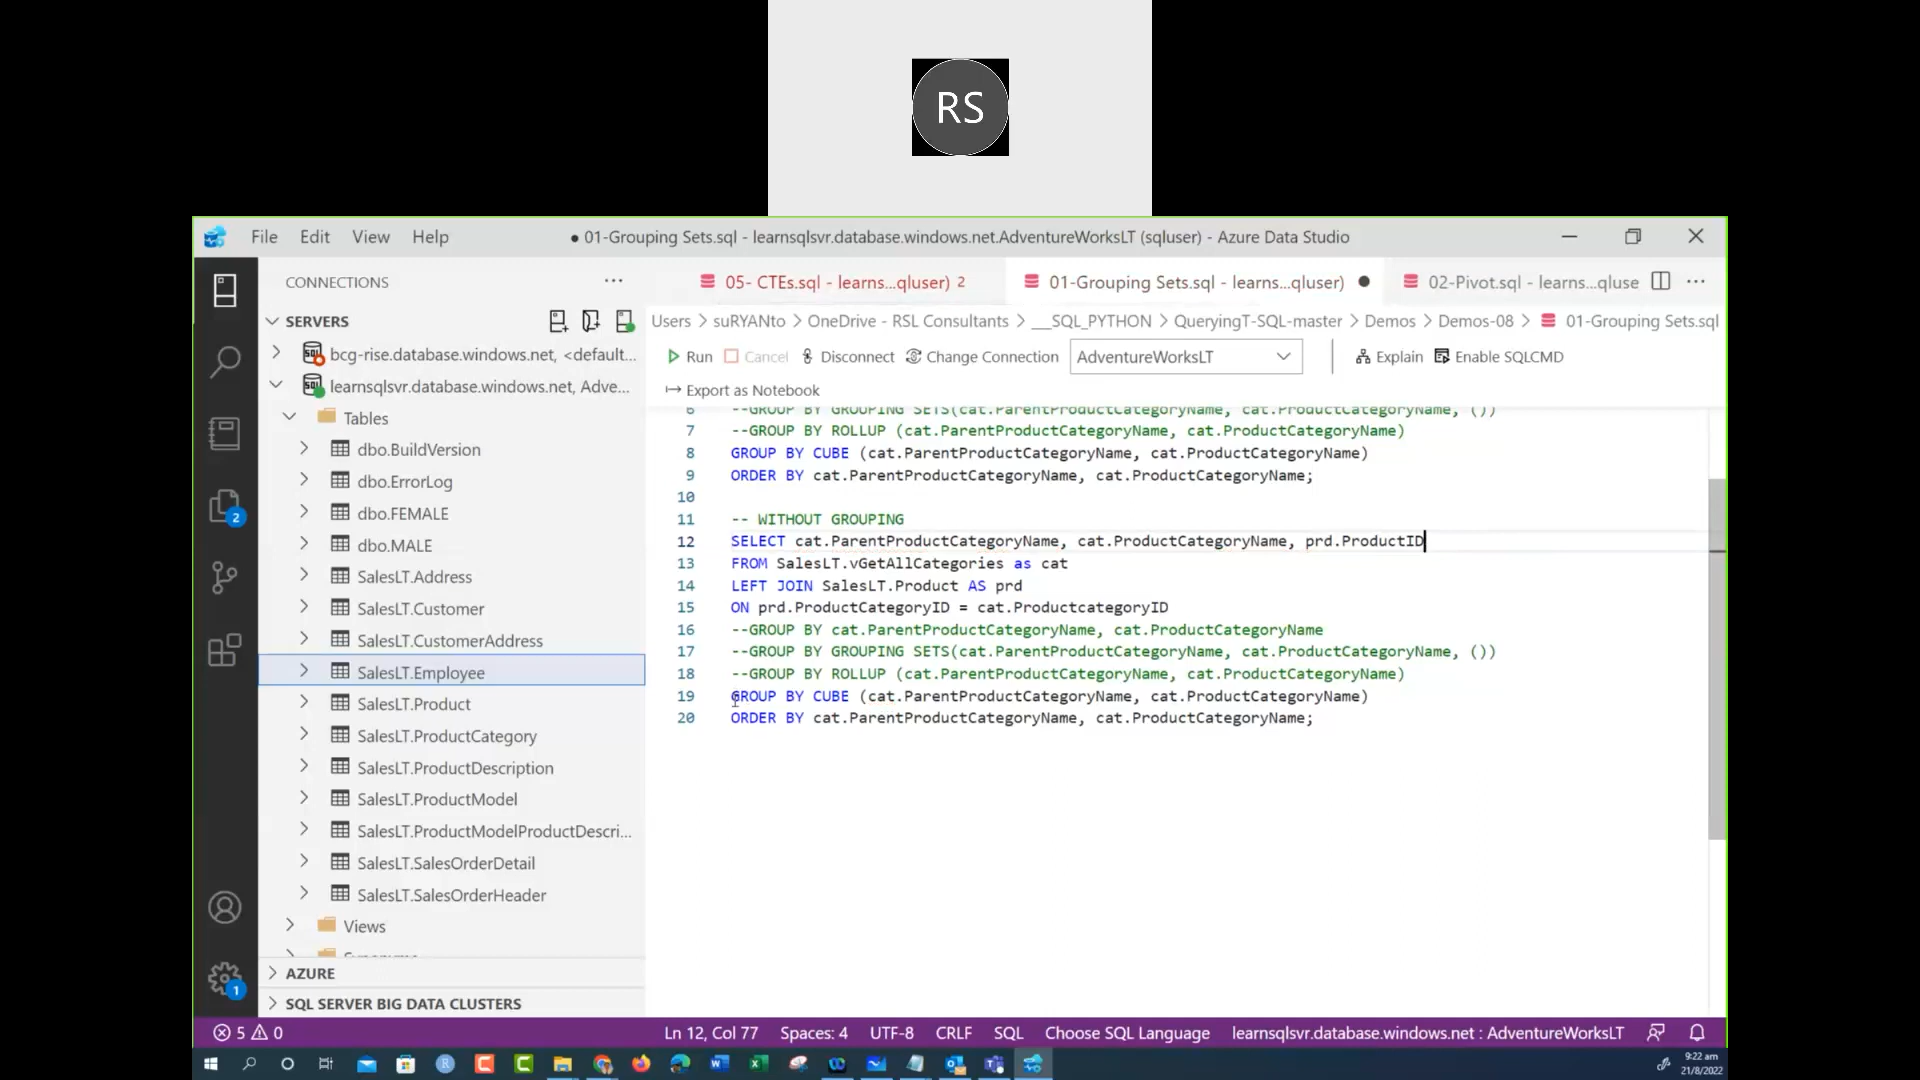 RS
File Edit View Help
● 01-Grouping Sets.sql - learnsqlsvr.database.windows.net.AdventureWorksLT (sqluser) - Azure Data Studio
CONNECTIONS
05- CTEs.sql - learns...qluser) 2
01-Grouping Sets.sql - learns...qluser) ●
02-Pivot.sql - learns...qluse
SERVERS
Users > suRYANto > OneDrive - RSL Consultants > __SQL_PYTHON > QueryingT-SQL-master > Demos > Demos-08 > 01-Grouping Sets.sql
bcg-rise.database.windows.net, <default...
Run Cancel Disconnect Change Connection AdventureWorksLT Explain Enable SQLCMD
learnsqlsvr.database.windows.net, Adve...
Export as Notebook
Tables
dbo.BuildVersion
dbo.ErrorLog
dbo.FEMALE
dbo.MALE
SalesLT.Address
SalesLT.Customer
SalesLT.CustomerAddress
SalesLT.Employee
SalesLT.Product
SalesLT.ProductCategory
SalesLT.ProductDescription
SalesLT.ProductModel
SalesLT.ProductModelProductDescri...
SalesLT.SalesOrderDetail
SalesLT.SalesOrderHeader
Views
AZURE
SQL SERVER BIG DATA CLUSTERS
6 --GROUP BY GROUPING SETS(cat.ParentProductCategoryName, cat.ProductCategoryName, ())
7 --GROUP BY ROLLUP (cat.ParentProductCategoryName, cat.ProductCategoryName)
8 GROUP BY CUBE (cat.ParentProductCategoryName, cat.ProductCategoryName)
9 ORDER BY cat.ParentProductCategoryName, cat.ProductCategoryName;
10
11 -- WITHOUT GROUPING
12 SELECT cat.ParentProductCategoryName, cat.ProductCategoryName, prd.ProductID
13 FROM SalesLT.vGetAllCategories as cat
14 LEFT JOIN SalesLT.Product AS prd
15 ON prd.ProductCategoryID = cat.ProductcategoryID
16 --GROUP BY cat.ParentProductCategoryName, cat.ProductCategoryName
17 --GROUP BY GROUPING SETS(cat.ParentProductCategoryName, cat.ProductCategoryName, ())
18 --GROUP BY ROLLUP (cat.ParentProductCategoryName, cat.ProductCategoryName)
19 GROUP BY CUBE (cat.ParentProductCategoryName, cat.ProductCategoryName)
20 ORDER BY cat.ParentProductCategoryName, cat.ProductCategoryName;
2
1
5 0 Ln 12, Col 77 Spaces: 4 UTF-8 CRLF SQL Choose SQL Language learnsqlsvr.database.windows.net : AdventureWorksLT
9:22 am
21/8/2022